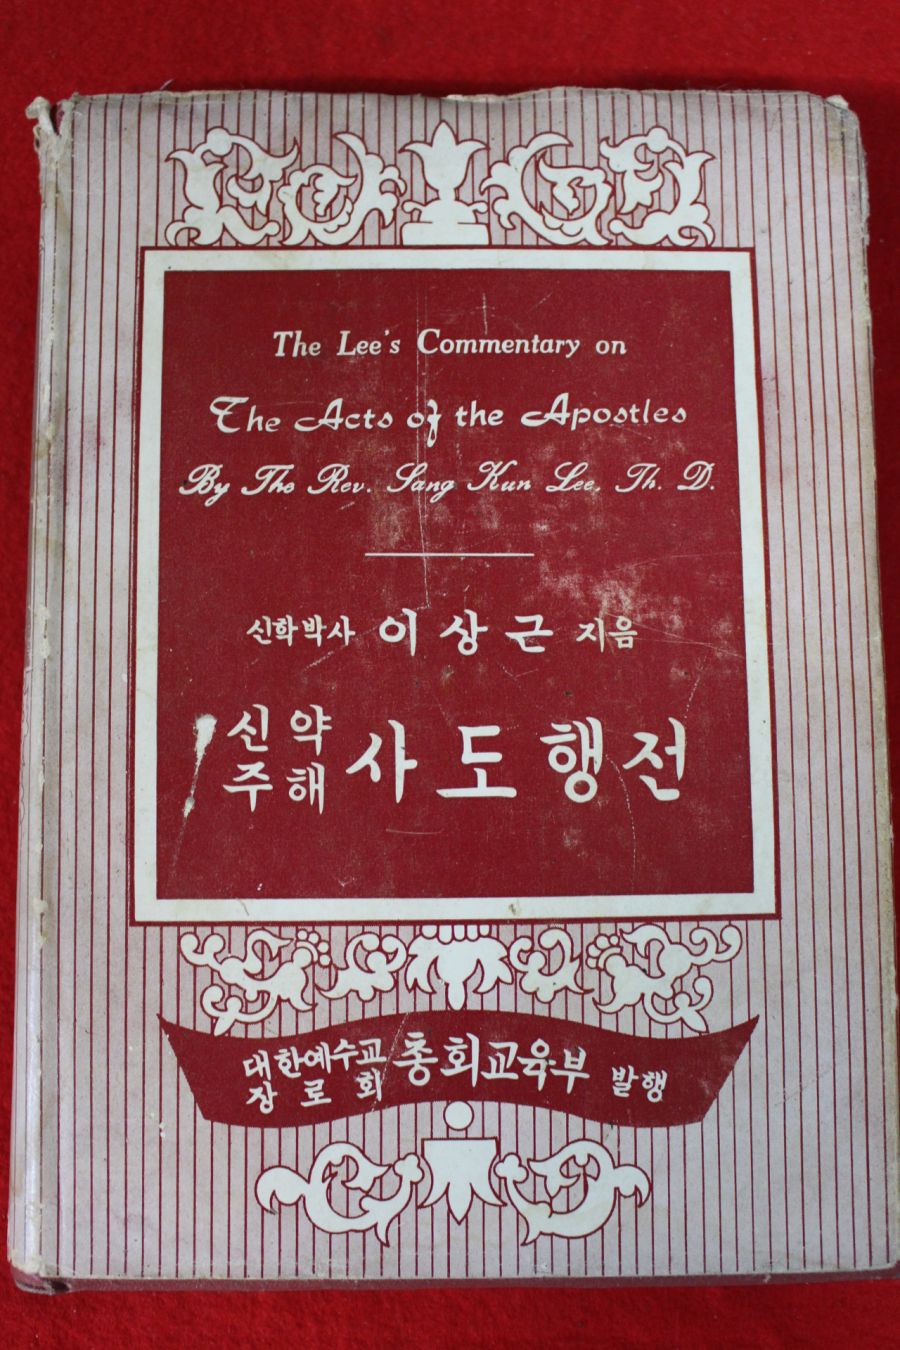 The Lee's Commentary on
The Acts of the Apostles
By The Rev. Sang Kun Lee, Th. D.
신학박사 이상근 지음
신약
주해 사도행전
대한예수교
장로회 총회교육부 발행